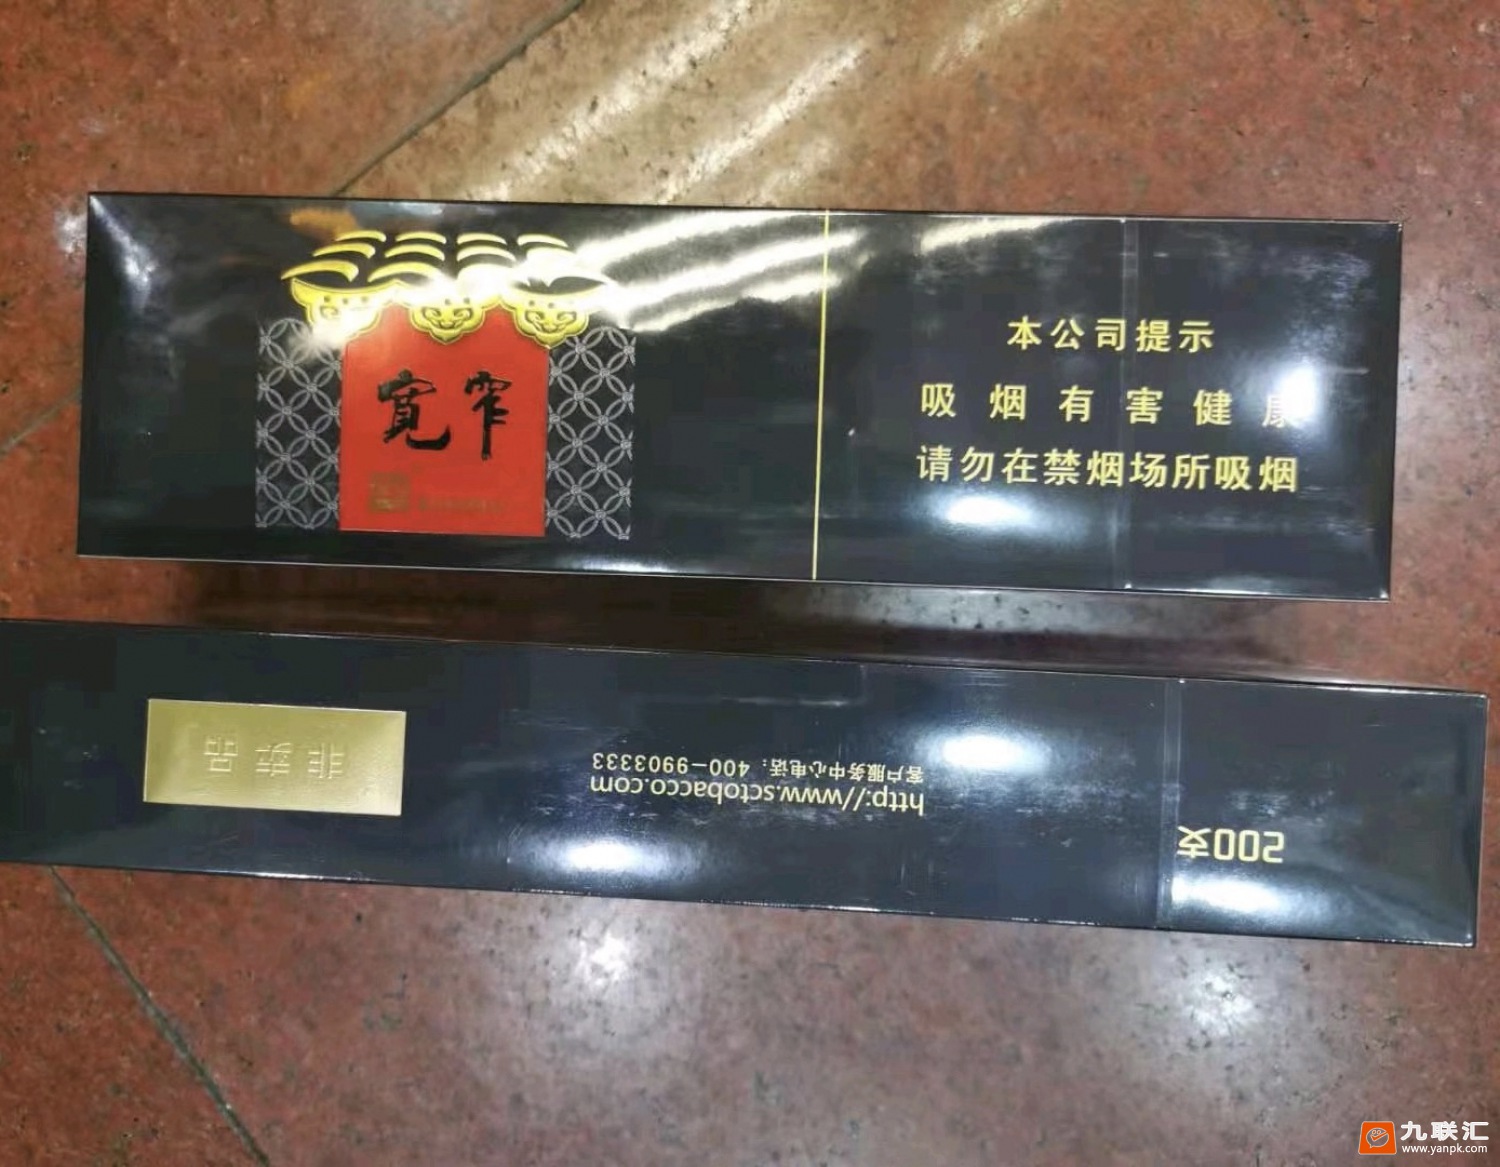 寬窄
本公司提示
吸烟有害健康
请勿在禁烟场所吸烟
非卖品
http://www.sctobacco.com
客户服务中心电话：400-9903333
200支
九联汇
www.yanpk.com